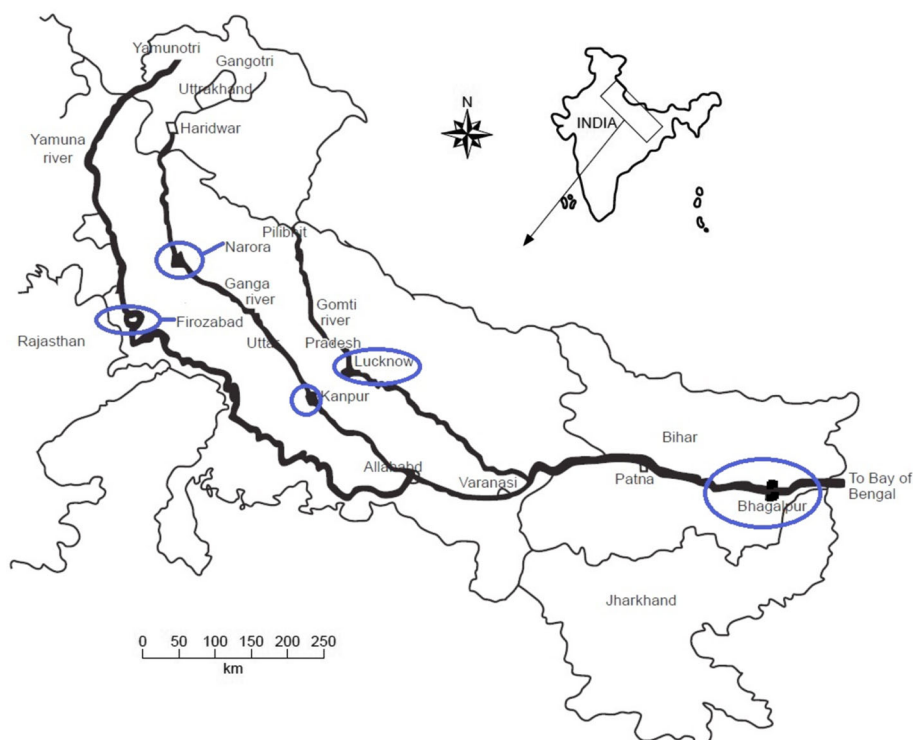 Yamunotri
Gangotri
Uttrakhand
Haridwar
Yamuna
river
N
INDIA
Pilibhit
Narora
Ganga
river
Gomti
river
Firozabad
Rajasthan
Uttar
Pradesh
Lucknow
Kanpur
Bihar
Allahabd
Varanasi
Patna
To Bay of
Bengal
Bhagalpur
Jharkhand
0 50 100 150 200 250
km